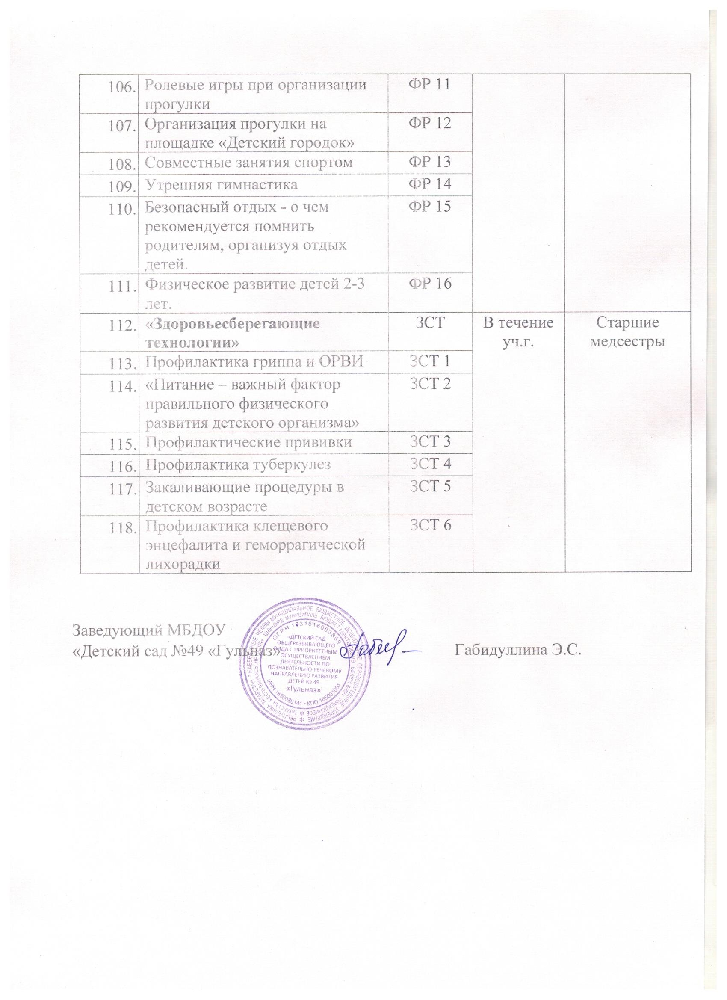 106. Ролевые игры при организации ФР 11
прогулки
107. Организация прогулки на ФР 12
площадке «Детский городок»
108. Совместные занятия спортом ФР 13
109. Утренняя гимнастика ФР 14
110. Безопасный отдых - о чем ФР 15
рекомендуется помнить
родителям, организуя отдых
детей.
111. Физическое развитие детей 2-3 ФР 16
лет.
112. «Здоровьесберегающие ЗСТ В течение Старшие
технологии» уч.г. медсестры
113. Профилактика гриппа и ОРВИ ЗСТ 1
114. «Питание – важный фактор ЗСТ 2
правильного физического
развития детского организма»
115. Профилактические прививки ЗСТ 3
116. Профилактика туберкулез ЗСТ 4
117. Закаливающие процедуры в ЗСТ 5
детском возрасте
118. Профилактика клещевого ЗСТ 6
энцефалита и геморрагической
лихорадки
Заведующий МБДОУ
«Детский сад №49 «Гульназ» Габидуллина Э.С.
ОГРН 1031616003869
«ДЕТСКИЙ САД
ОБЩЕРАЗВИВАЮЩЕГО
ВИДА С ПРИОРИТЕТНЫМ
ОСУЩЕСТВЛЕНИЕМ
ДЕЯТЕЛЬНОСТИ ПО
ПОЗНАВАТЕЛЬНО-РЕЧЕВОМУ
НАПРАВЛЕНИЮ РАЗВИТИЯ
ДЕТЕЙ № 49
«Гульназ»
ИНН 1650086141 • КПП 165001001